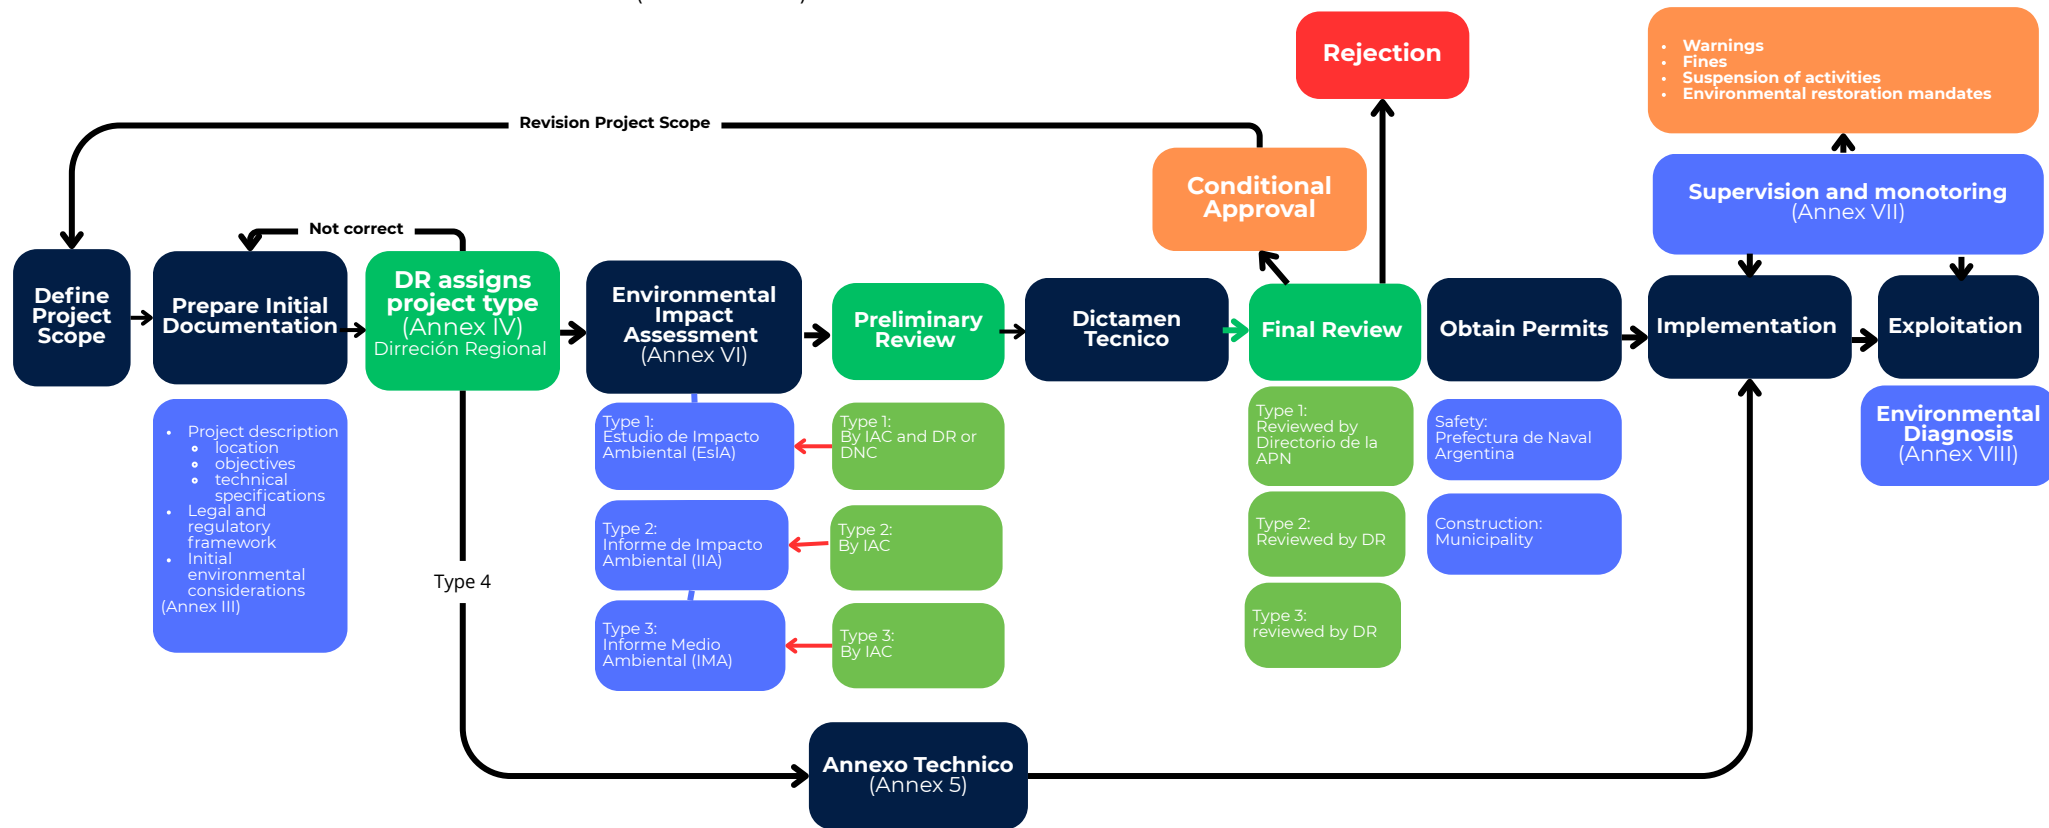 Rejection
• Warnings
• Fines
• Suspension of activities
• Environmental restoration mandates
Revision Project Scope
Conditional
Approval
Supervision and monotoring
(Annex VII)
Not correct
Define
Project
Scope
Prepare Initial
Documentation
DR assigns
project type
(Annex IV)
Dirreción Regional
Environmental
Impact
Assessment
(Annex VI)
Preliminary
Review
Dictamen
Tecnico
Final Review
Obtain Permits
Implementation
Exploitation
• Project description
location
objectives
technical
specifications
• Legal and
regulatory
framework
• Initial
environmental
considerations
(Annex III)
Type 1:
Estudio de Impacto
Ambiental (EsIA)
Type 1:
By IAC and DR or
DNC
Type 1:
Reviewed by
Directorio de la
APN
Safety:
Prefectura de Naval
Argentina
Environmental
Diagnosis
(Annex VIII)
Type 2:
Informe de Impacto
Ambiental (IIA)
Type 2:
By IAC
Type 2:
Reviewed by DR
Construction:
Municipality
Type 4
Type 3:
Informe Medio
Ambiental (IMA)
Type 3:
By IAC
Type 3:
reviewed by DR
Annexo Technico
(Annex 5)